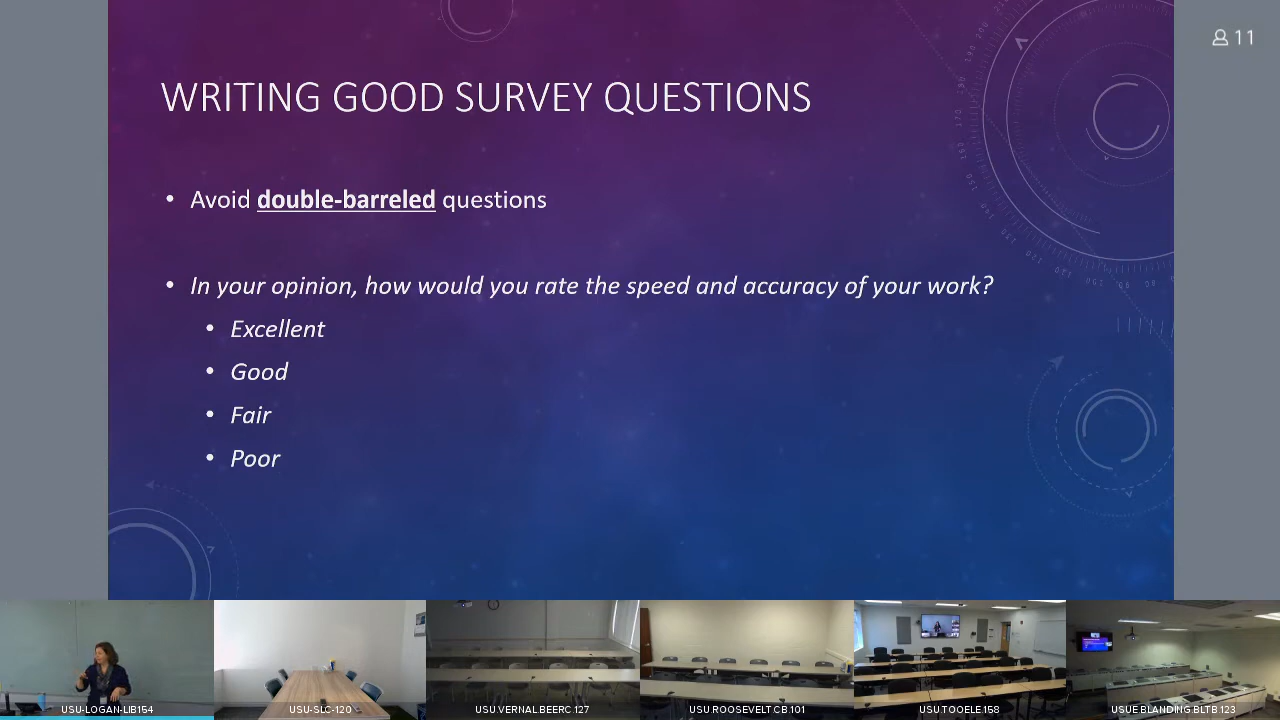 11
WRITING GOOD SURVEY QUESTIONS
• Avoid double-barreled questions
• In your opinion, how would you rate the speed and accuracy of your work?
• Excellent
• Good
• Fair
• Poor
USU-LOGAN-LIB154
USU-SLC-120
USU.VERNAL.BEERC 127
USU.ROOSEVELT CB 101
USU.TOOELE.158
USUE BLANDING BLTB 123